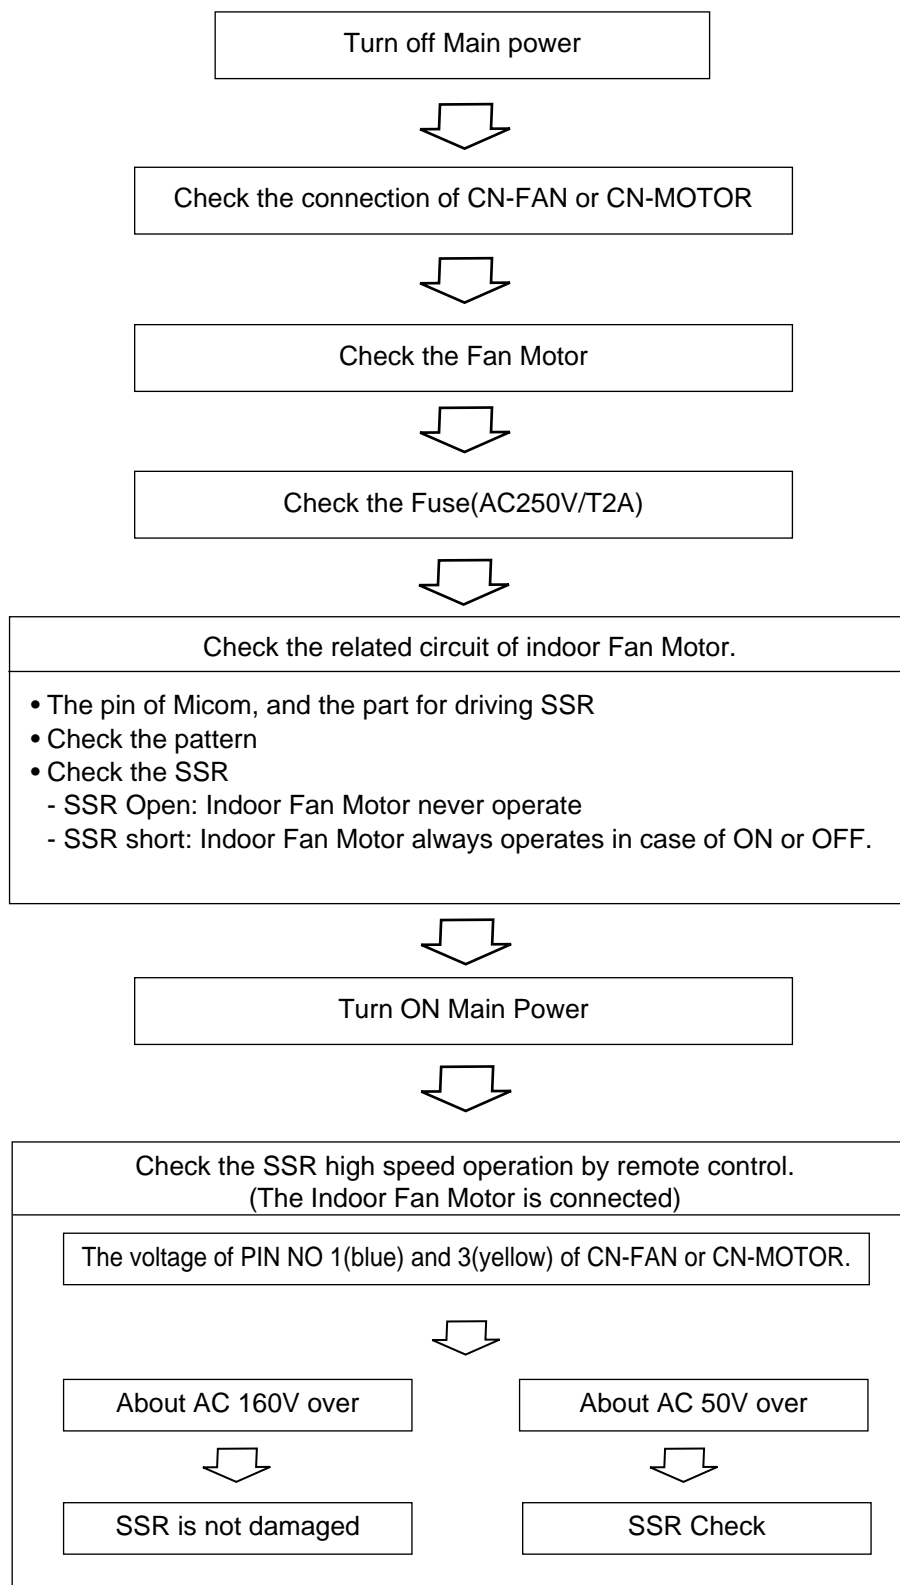 Turn off Main power
Check the connection of CN-FAN or CN-MOTOR
Check the Fan Motor
Check the Fuse(AC250V/T2A)
Check the related circuit of indoor Fan Motor.
• The pin of Micom, and the part for driving SSR
• Check the pattern
• Check the SSR
- SSR Open: Indoor Fan Motor never operate
- SSR short: Indoor Fan Motor always operates in case of ON or OFF.
Turn ON Main Power
Check the SSR high speed operation by remote control.
(The Indoor Fan Motor is connected)
The voltage of PIN NO 1(blue) and 3(yellow) of CN-FAN or CN-MOTOR.
About AC 160V over
About AC 50V over
SSR is not damaged
SSR Check